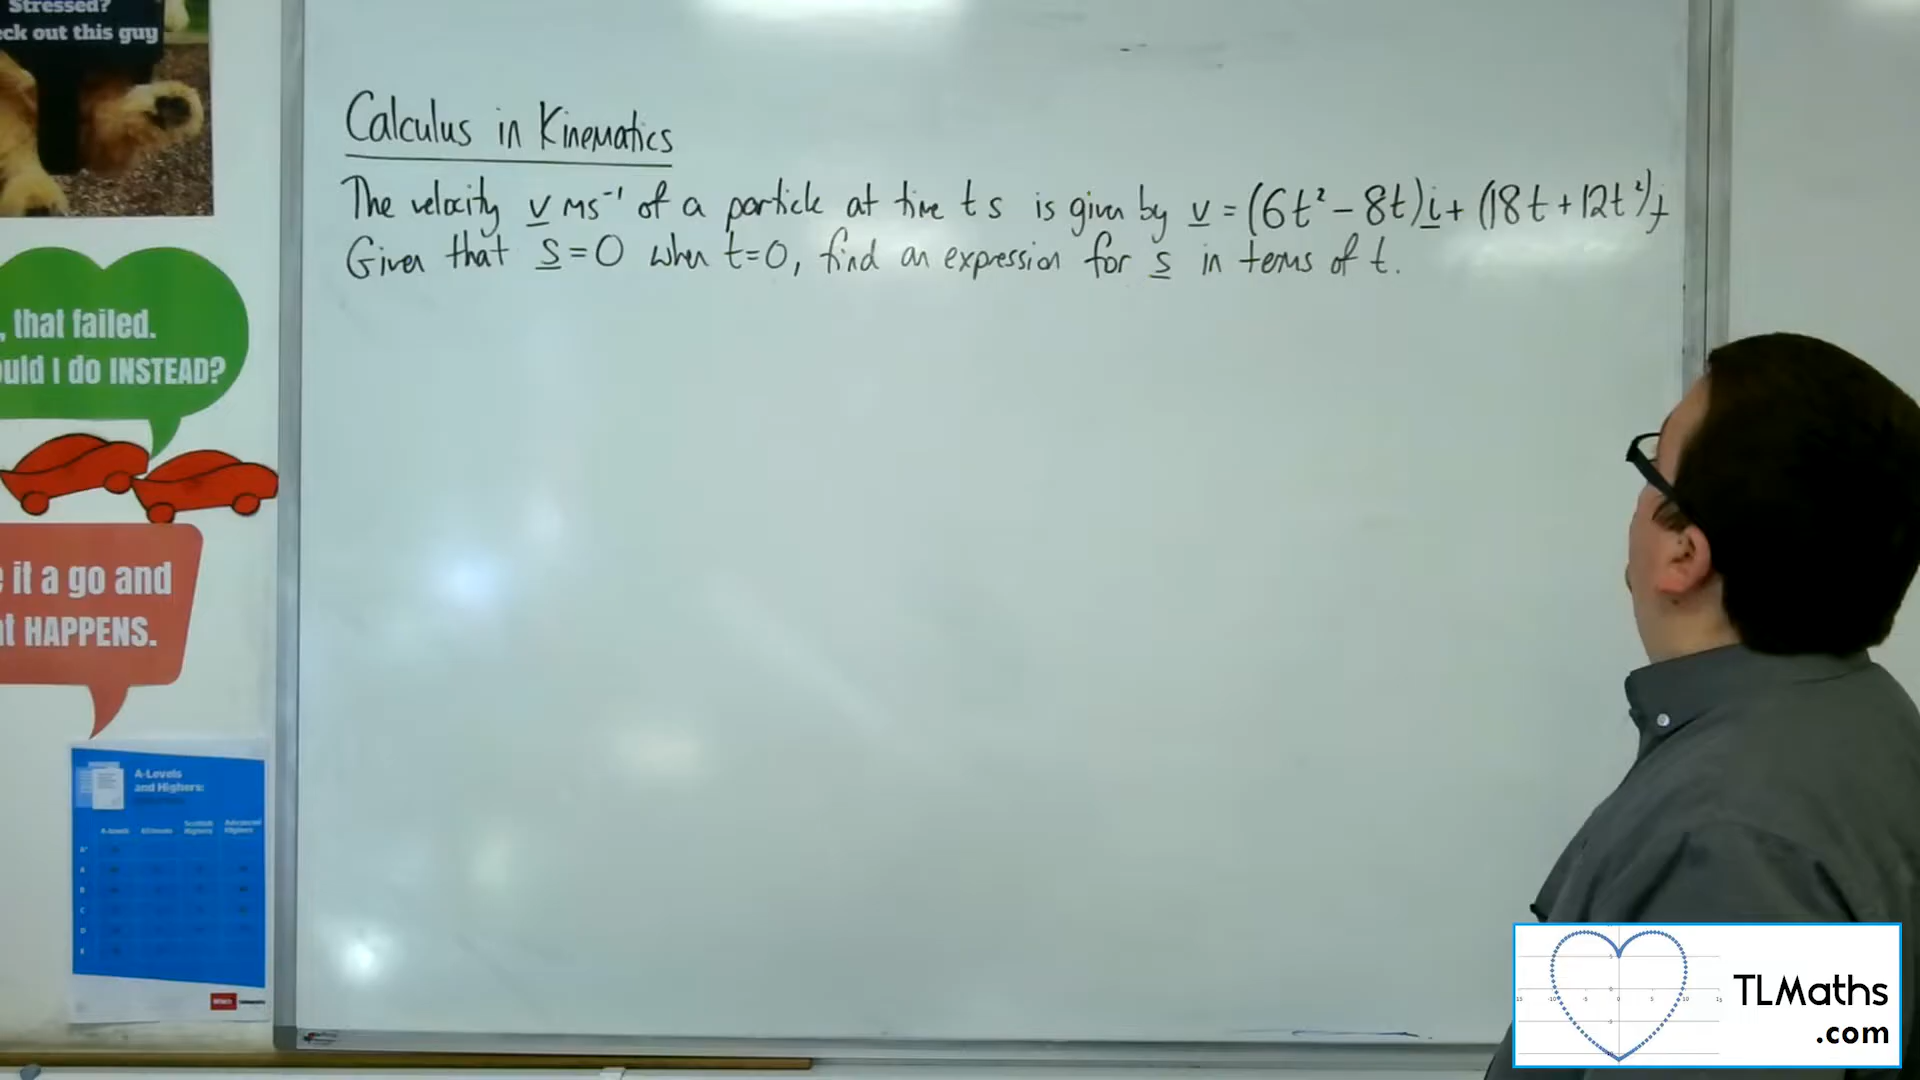 Stressed?
ck out this guy
Calculus in Kinematics
The velocity v ms⁻¹ of a particle at time t s is given by v = (6t² − 8t)i + (18t + 12t²)j
Given that s = 0 when t = 0, find an expression for s in terms of t.
, that failed.
uld I do INSTEAD?
it a go and
t HAPPENS.
A-Levels
and Highers:
TLMaths
.com